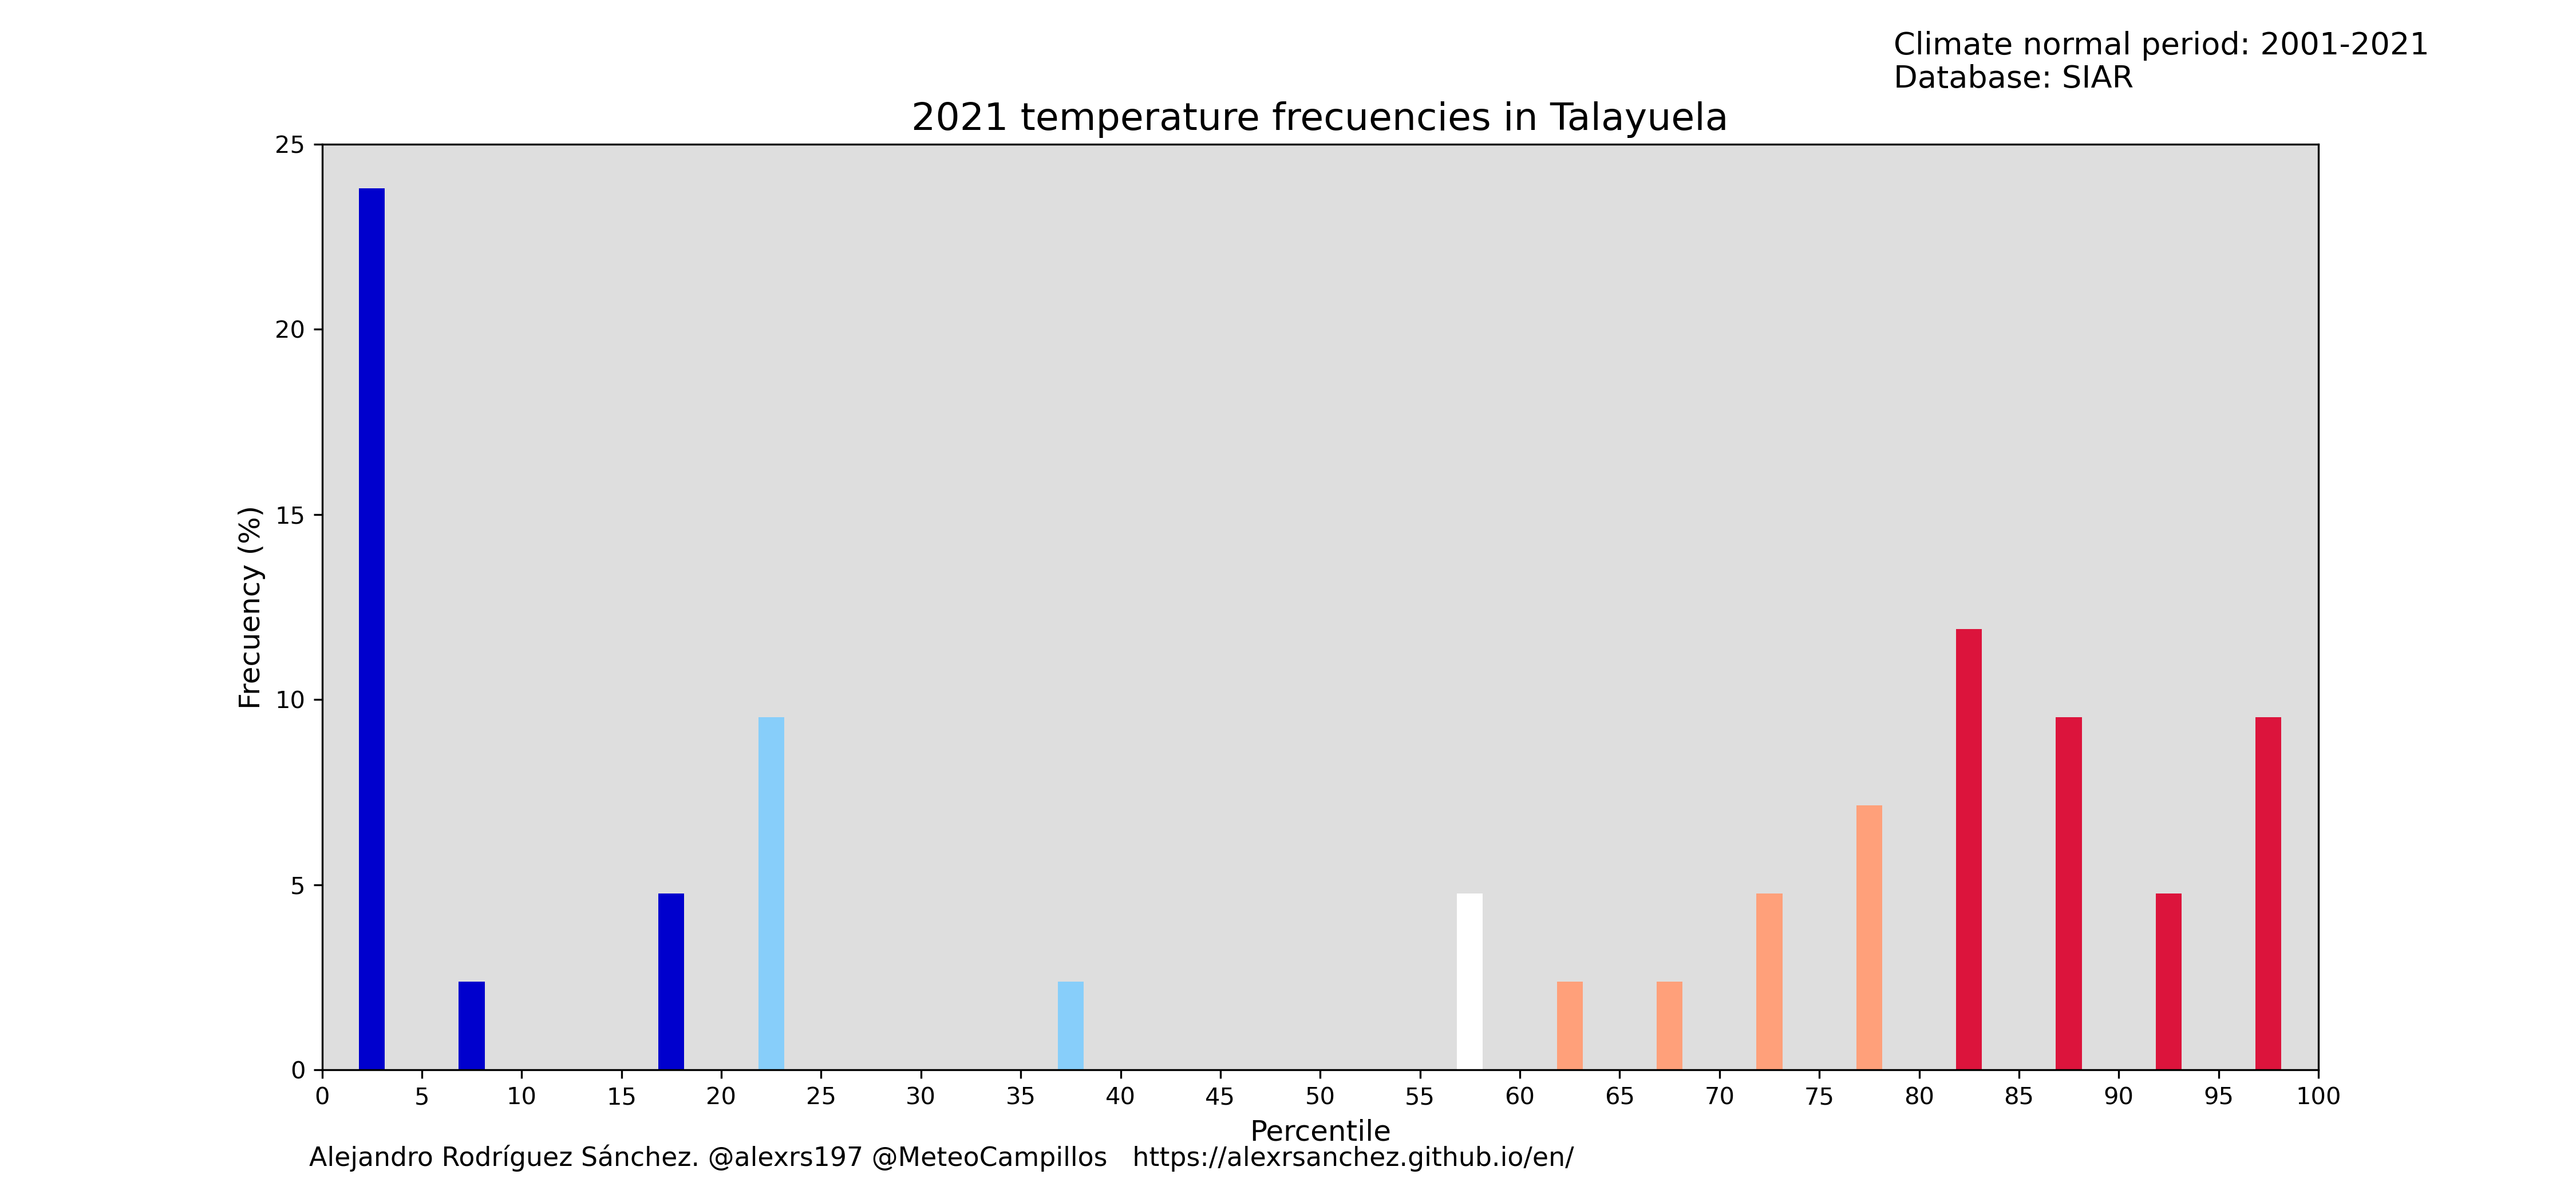 Climate normal period: 2001-2021
Database: SIAR
2021 temperature frecuencies in Talayuela
25
20
15
10
5
0
Frecuency (%)
0 5 10 15 20 25 30 35 40 45 50 55 60 65 70 75 80 85 90 95 100
Percentile
Alejandro Rodríguez Sánchez. @alexrs197 @MeteoCampillos https://alexrsanchez.github.io/en/